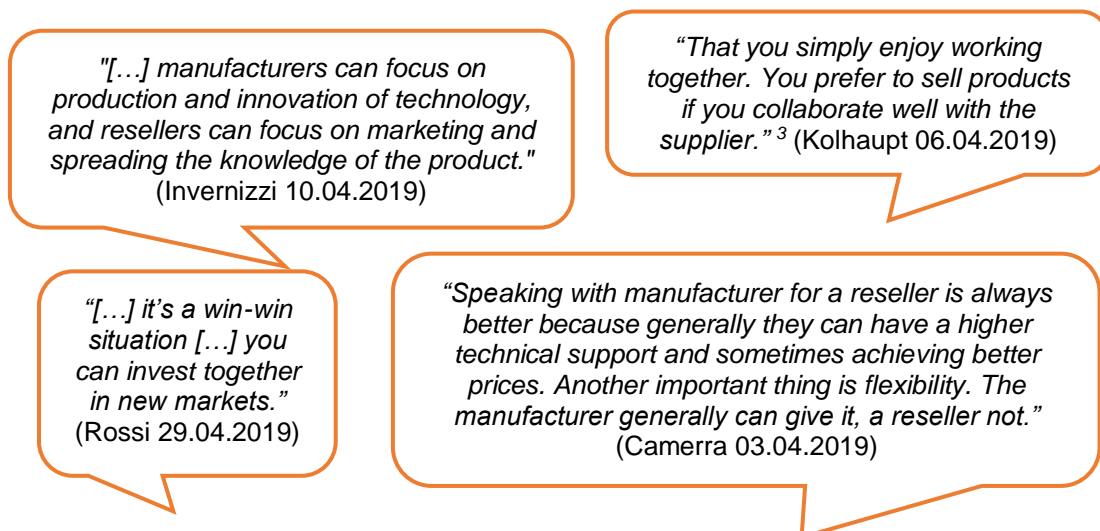 "[…] manufacturers can focus on
production and innovation of technology,
and resellers can focus on marketing and
spreading the knowledge of the product."
(Invernizzi 10.04.2019)
“That you simply enjoy working
together. You prefer to sell products
if you collaborate well with the
supplier.” ³ (Kolhaupt 06.04.2019)
“[…] it’s a win-win
situation […] you
can invest together
in new markets.”
(Rossi 29.04.2019)
“Speaking with manufacturer for a reseller is always
better because generally they can have a higher
technical support and sometimes achieving better
prices. Another important thing is flexibility. The
manufacturer generally can give it, a reseller not.”
(Camerra 03.04.2019)